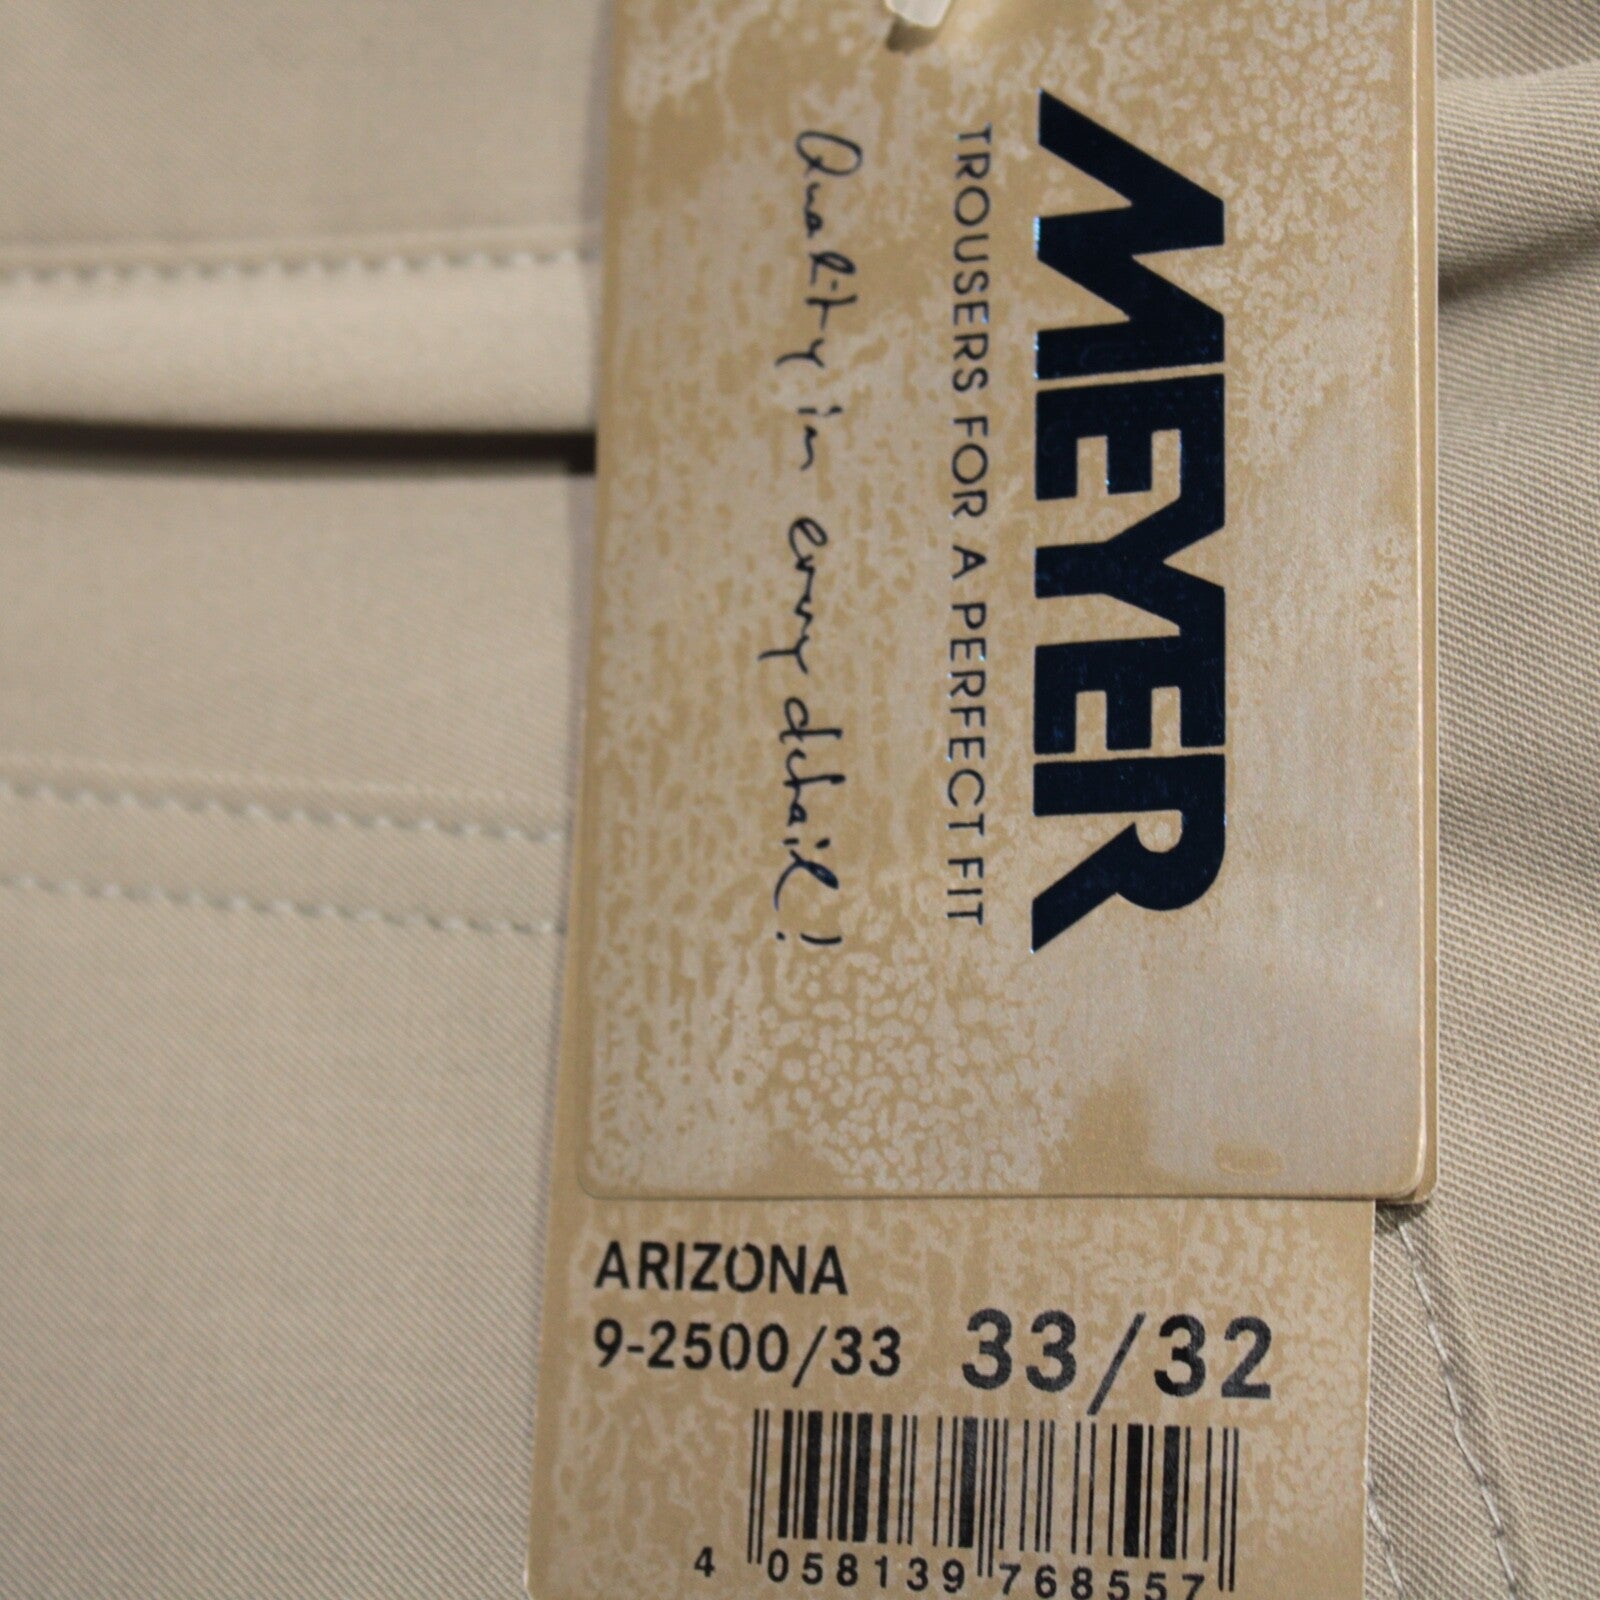 MEYER
TROUSERS FOR A PERFECT FIT
Quality in every detail!
ARIZONA
9-2500/33 33/32
4 058139 768557